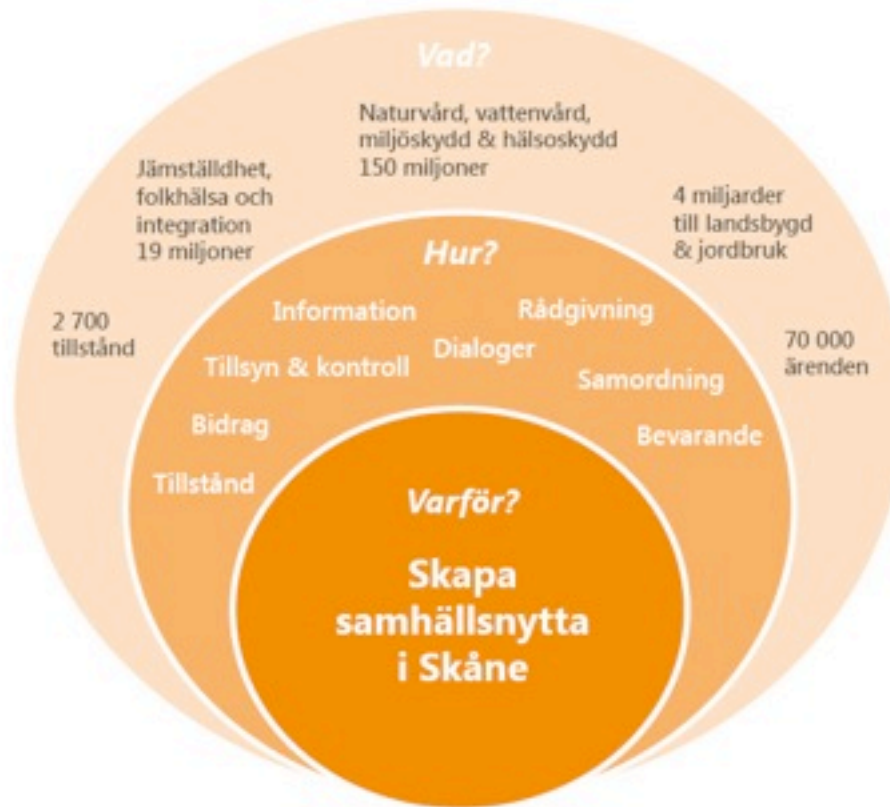 Vad?
Naturvård, vattenvård,
miljöskydd & hälsoskydd
150 miljoner
Jämställdhet,
folkhälsa och
integration
19 miljoner
4 miljarder
till landsbygd
& jordbruk
2 700
tillstånd
70 000
ärenden
Hur?
Information
Rådgivning
Dialoger
Tillsyn & kontroll
Samordning
Bidrag
Bevarande
Tillstånd
Varför?
Skapa
samhällsnytta
i Skåne